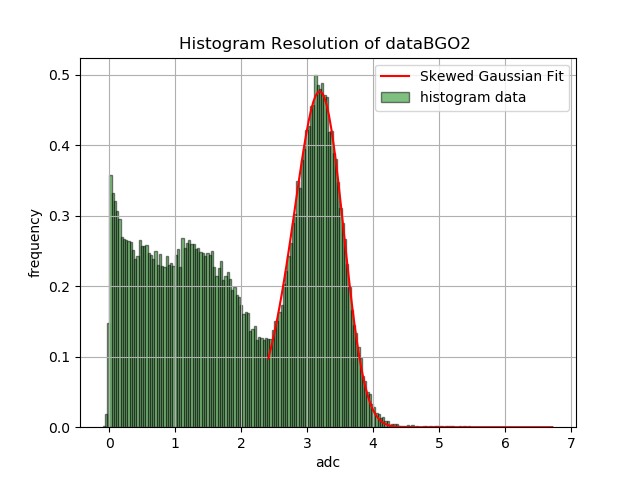 Histogram Resolution of dataBGO2
Skewed Gaussian Fit
histogram data
frequency
0.5
0.4
0.3
0.2
0.1
0.0
0 1 2 3 4 5 6 7
adc